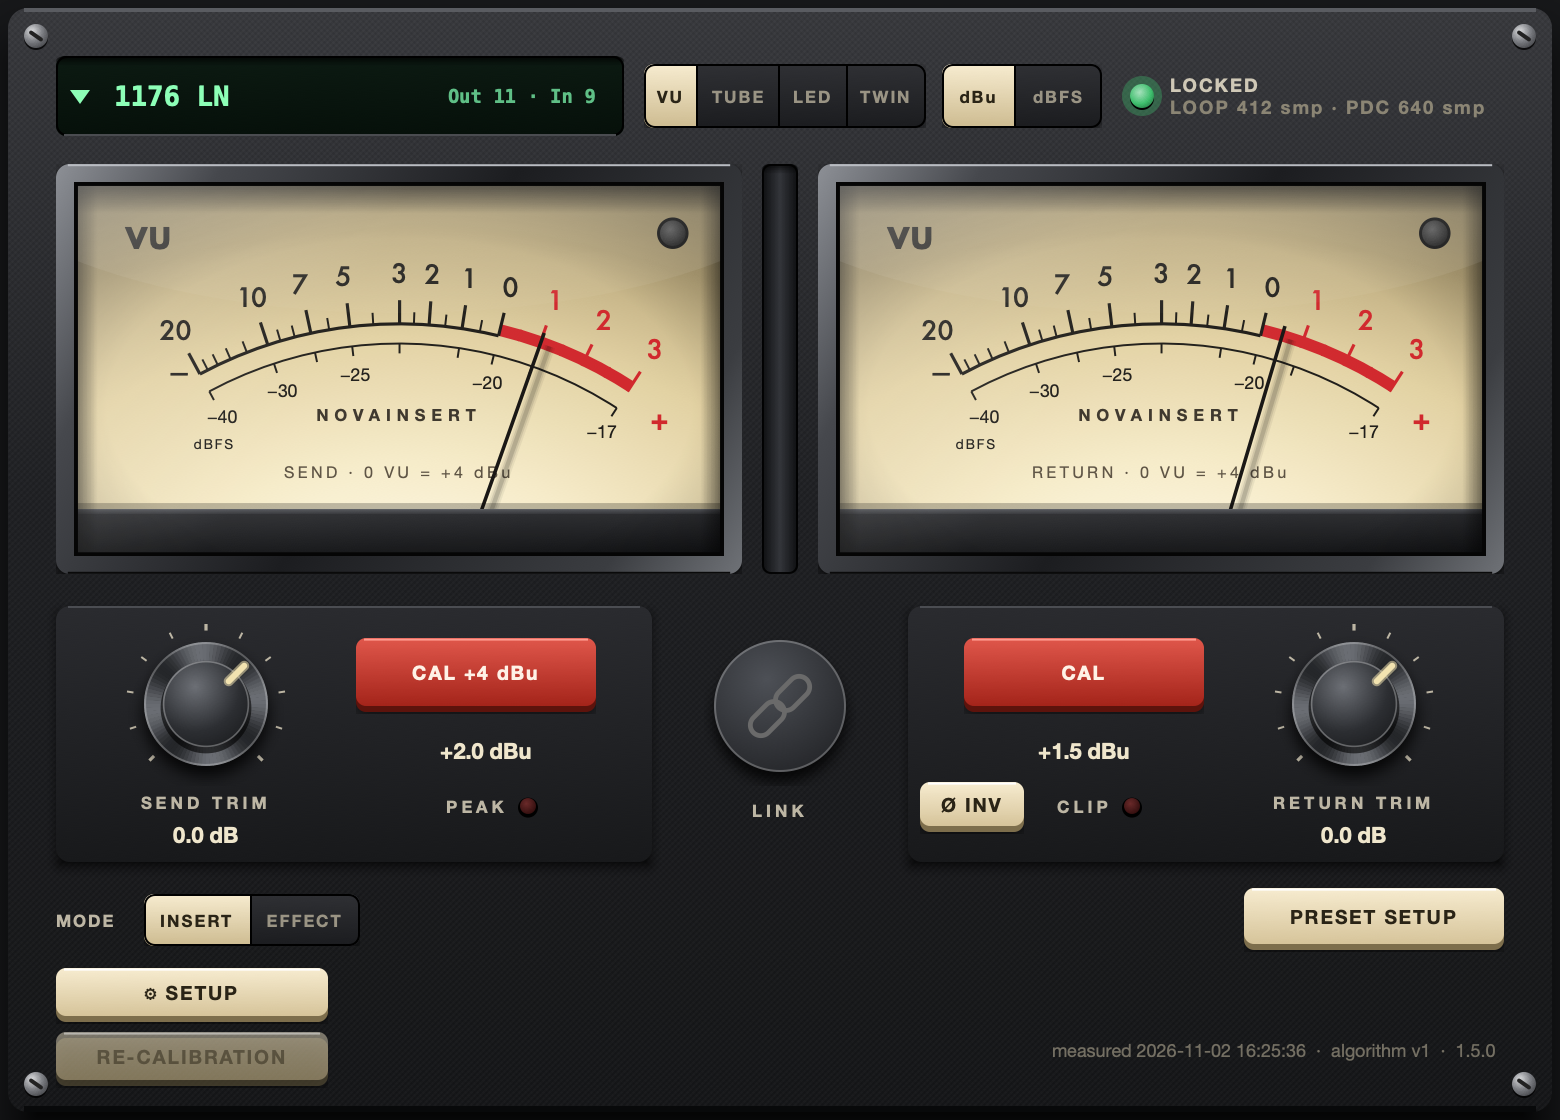 1176 LN
Out 11 · In 9
VU TUBE LED TWIN
dBu dBFS
LOCKED
LOOP 412 smp · PDC 640 smp
VU
20 10 7 5 3 2 1 0 1 2 3
− +
−40 −30 −25 −20 −17
dBFS
NOVAINSERT
SEND · 0 VU = +4 dBu
VU
20 10 7 5 3 2 1 0 1 2 3
− +
−40 −30 −25 −20 −17
dBFS
NOVAINSERT
RETURN · 0 VU = +4 dBu
SEND TRIM
0.0 dB
CAL +4 dBu
+2.0 dBu
PEAK
LINK
CAL
+1.5 dBu
Ø INV
CLIP
RETURN TRIM
0.0 dB
MODE
INSERT EFFECT
PRESET SETUP
⚙ SETUP
RE-CALIBRATION
measured 2026-11-02 16:25:36 · algorithm v1 · 1.5.0